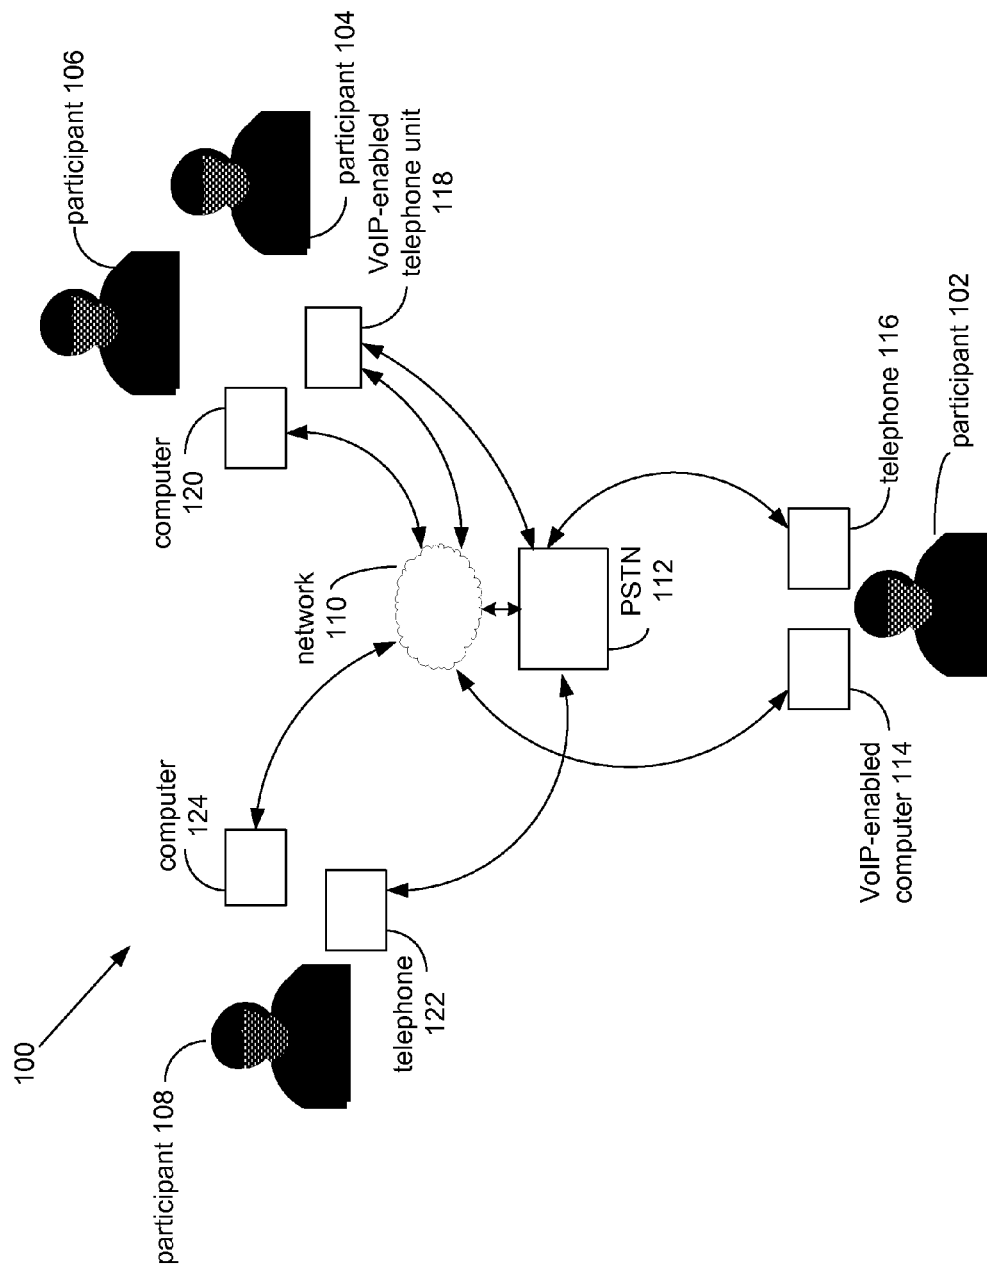 100
participant 108
computer
124
telephone
122
network
110
computer
120
participant 106
participant 104
VoIP-enabled
telephone unit
118
PSTN
112
VoIP-enabled
computer 114
telephone 116
participant 102